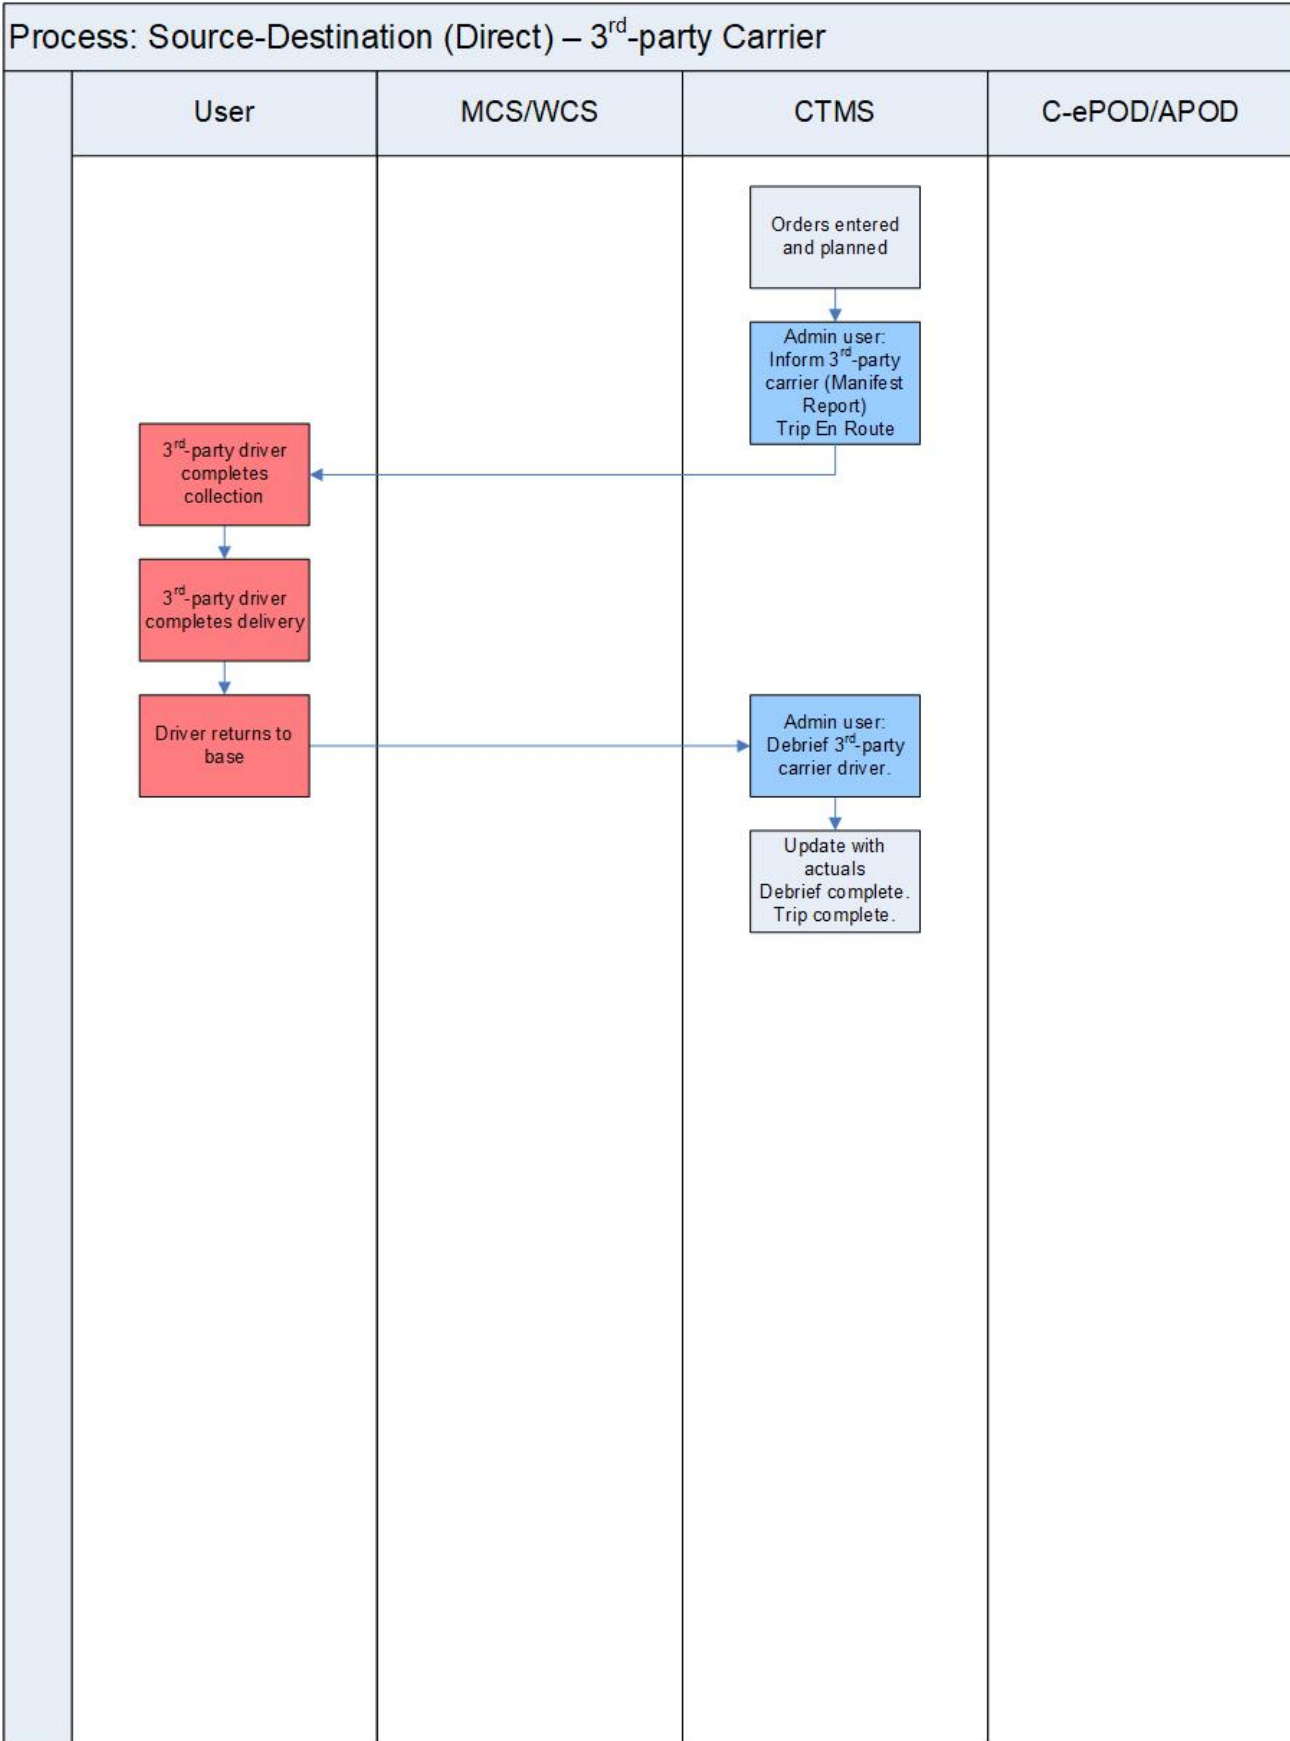 Process: Source-Destination (Direct) – 3rd-party Carrier
User
MCS/WCS
CTMS
C-ePOD/APOD
Orders entered
and planned
Admin user:
Inform 3rd-party
carrier (Manifest
Report)
Trip En Route
3rd-party driver
completes
collection
3rd-party driver
completes delivery
Driver returns to
base
Admin user:
Debrief 3rd-party
carrier driver.
Update with
actuals
Debrief complete.
Trip complete.